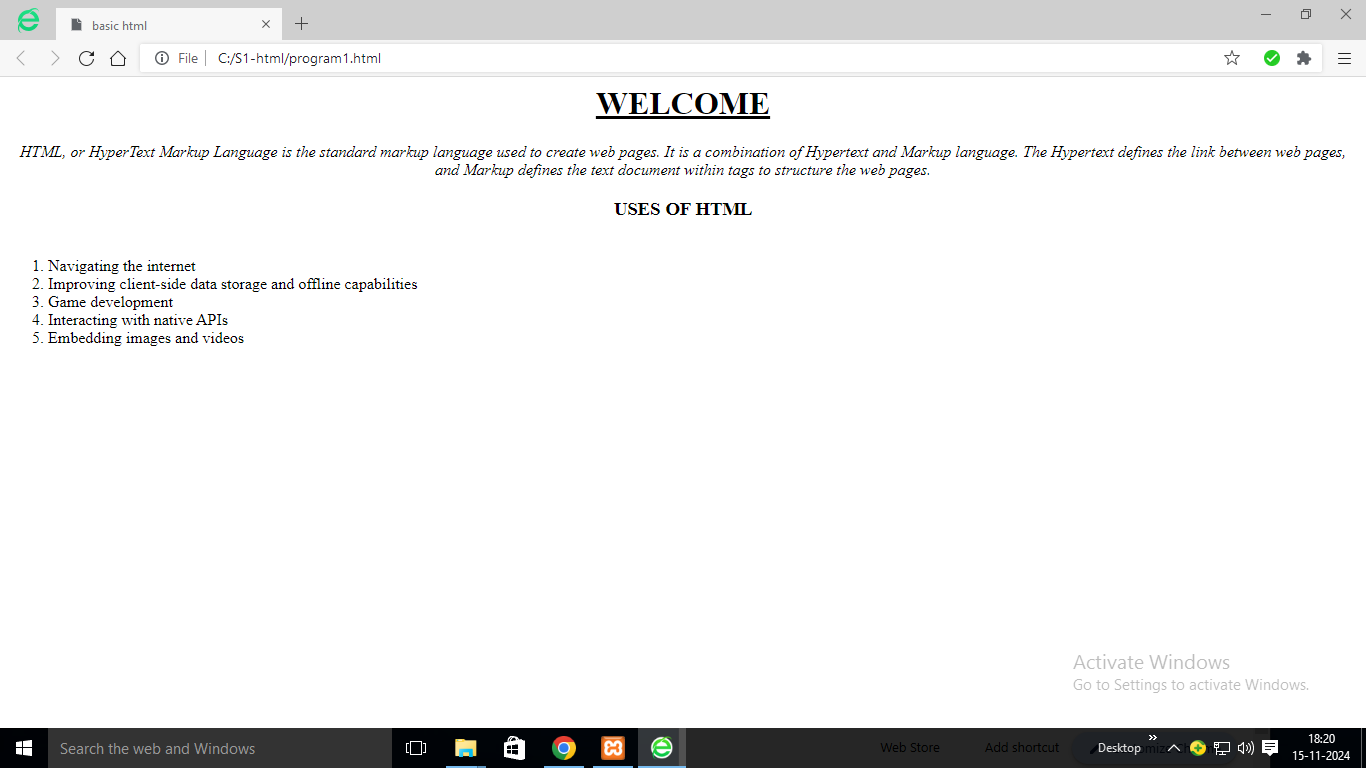 basic html
File C:/S1-html/program1.html
WELCOME
HTML, or HyperText Markup Language is the standard markup language used to create web pages. It is a combination of Hypertext and Markup language. The Hypertext defines the link between web pages,
and Markup defines the text document within tags to structure the web pages.
USES OF HTML
1. Navigating the internet
2. Improving client-side data storage and offline capabilities
3. Game development
4. Interacting with native APIs
5. Embedding images and videos
Activate Windows
Go to Settings to activate Windows.
Search the web and Windows
Web Store Add shortcut Desktop
18:20
15-11-2024